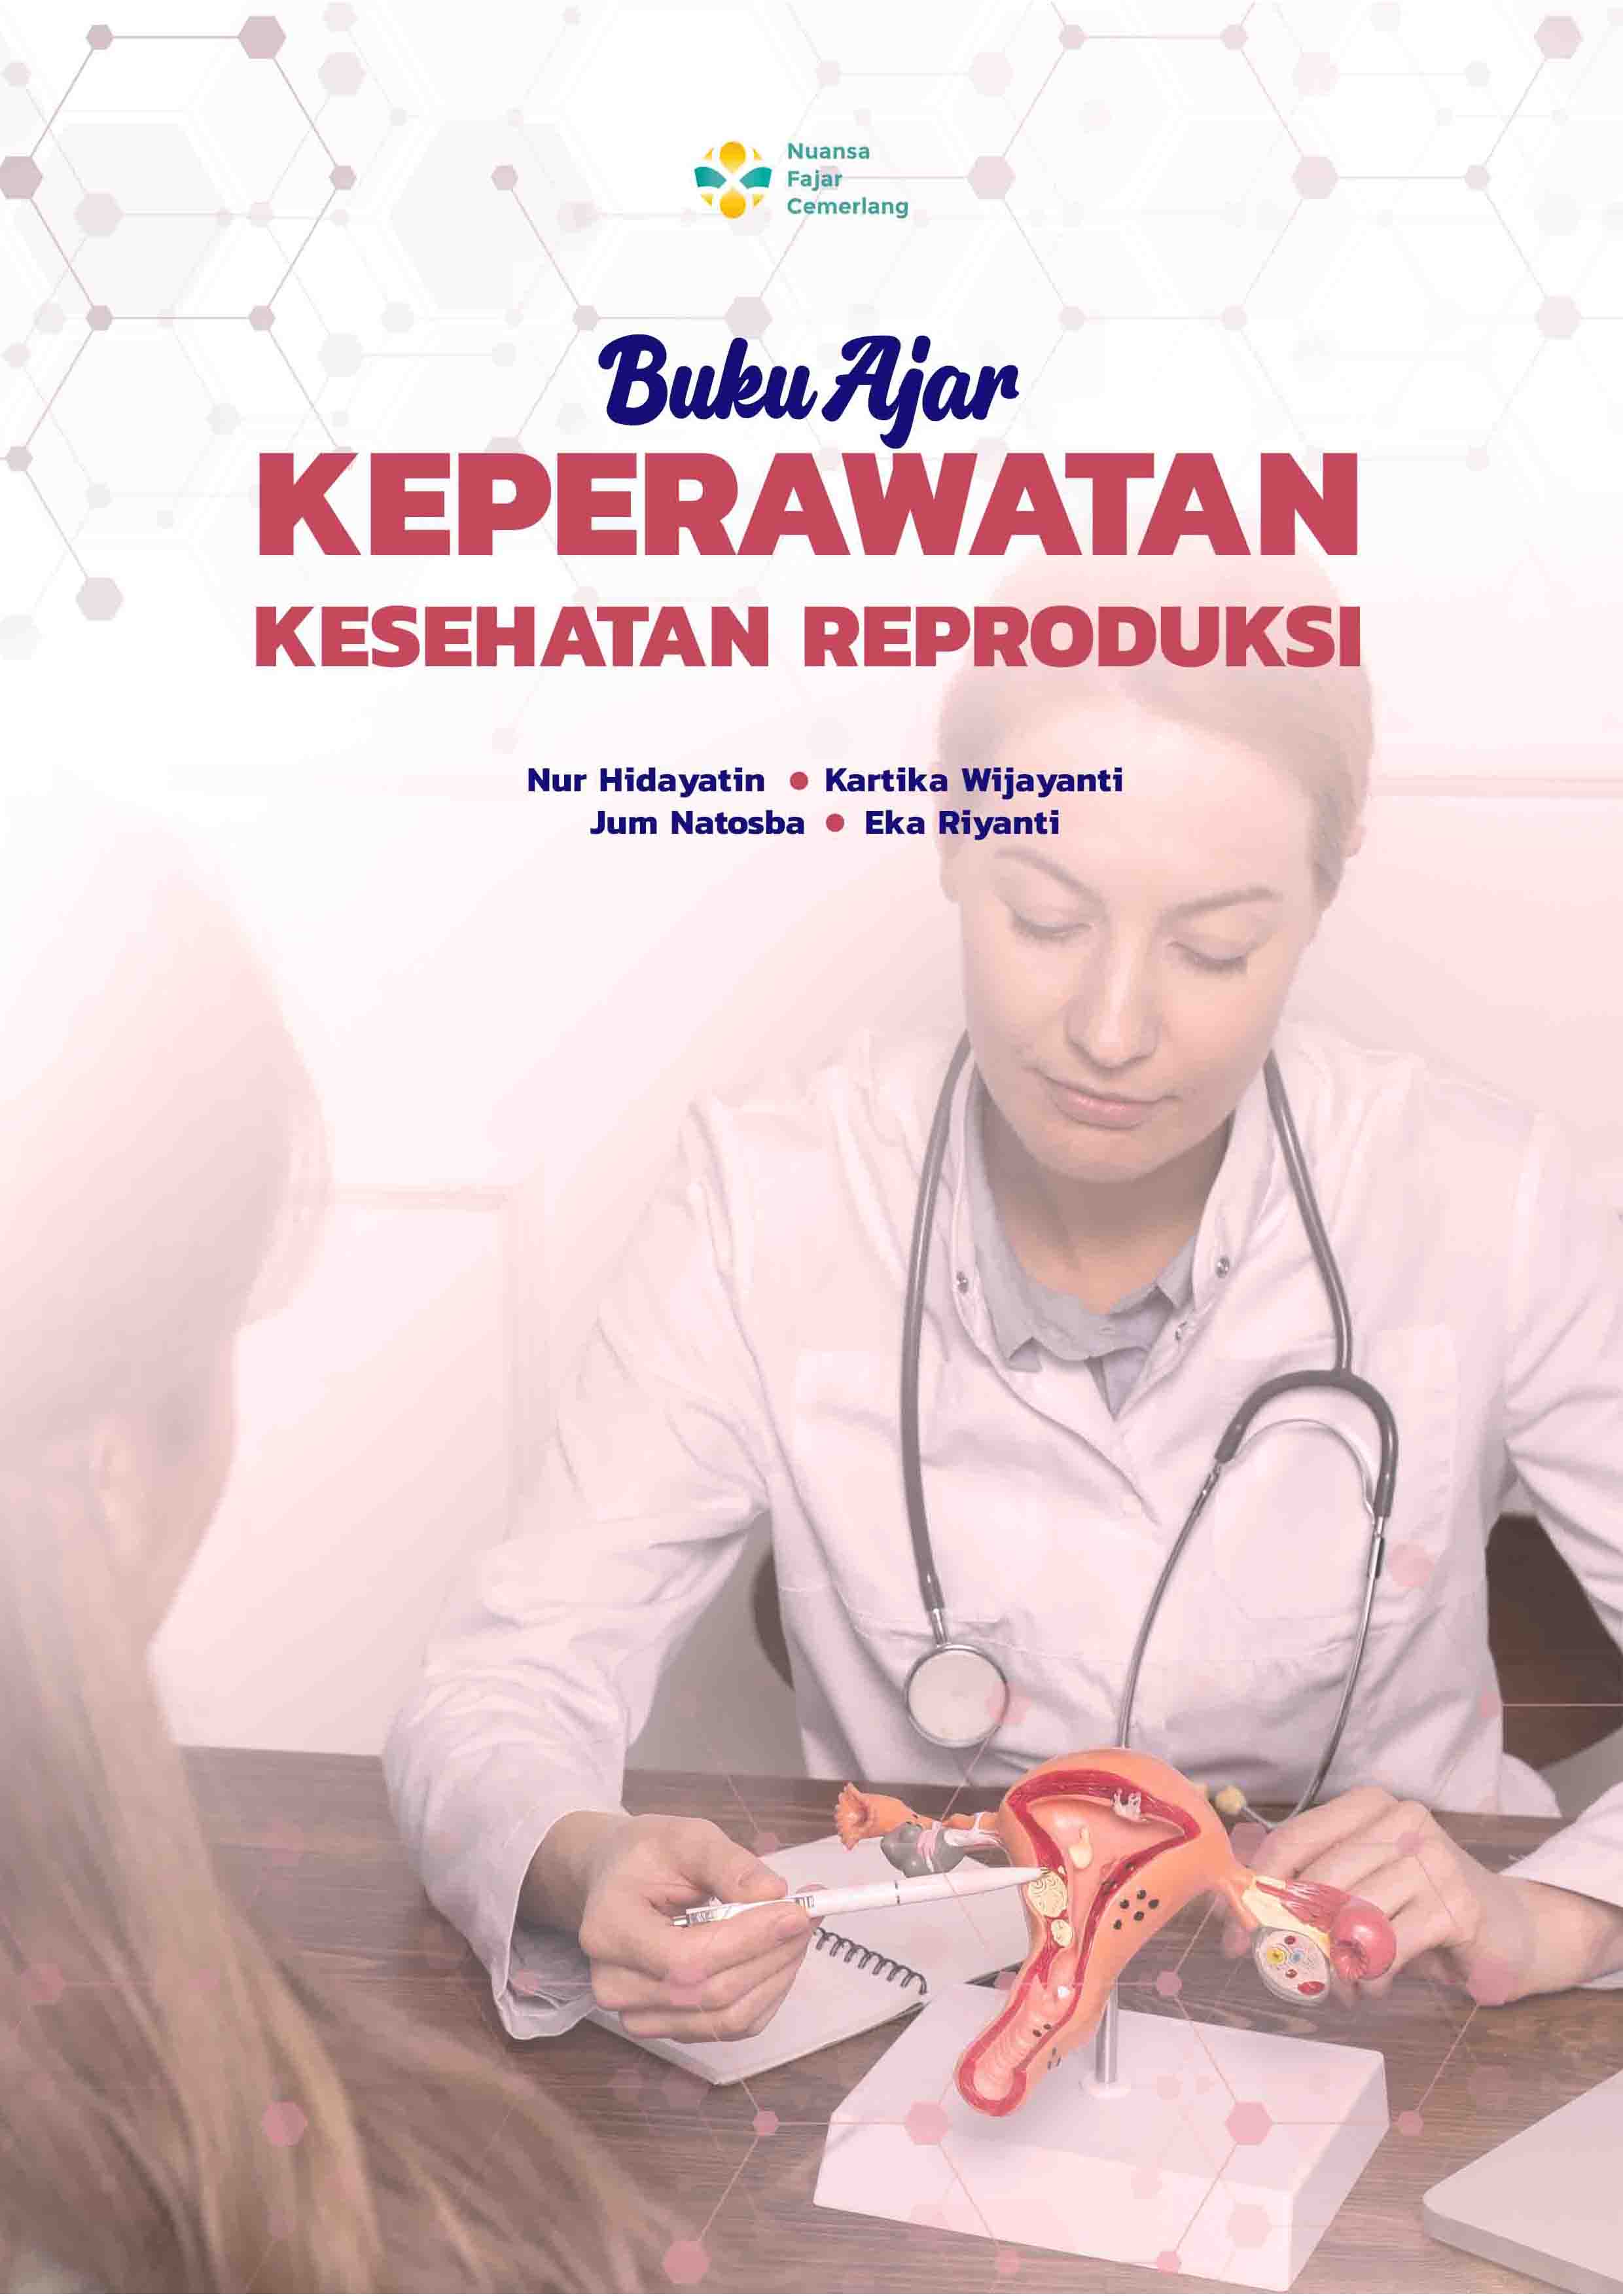 Nuansa
Fajar
Cemerlang
Buku Ajar
KEPERAWATAN
KESEHATAN REPRODUKSI
Nur Hidayatin • Kartika Wijayanti
Jum Natosba • Eka Riyanti